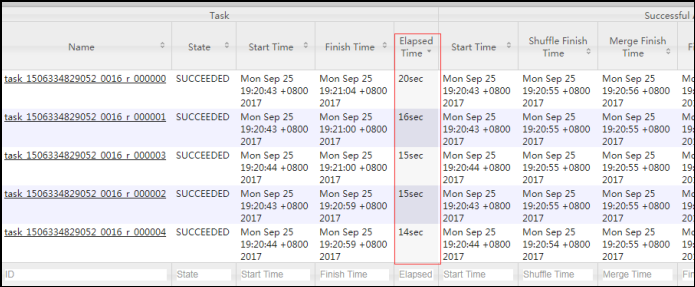 Task Successful
Name State Start Time Finish Time Elapsed Time Start Time Shuffle Finish Time Merge Finish Time
task_1506334829052_0016_r_000000 SUCCEEDED Mon Sep 25 Mon Sep 25 20sec Mon Sep 25 Mon Sep 25 Mon Sep 25
19:20:43 +0800 19:21:04 +0800 19:20:43 +0800 19:20:55 +0800 19:20:56 +0800
2017 2017 2017 2017 2017
task_1506334829052_0016_r_000001 SUCCEEDED Mon Sep 25 Mon Sep 25 16sec Mon Sep 25 Mon Sep 25 Mon Sep 25
19:20:43 +0800 19:21:00 +0800 19:20:43 +0800 19:20:55 +0800 19:20:55 +0800
2017 2017 2017 2017 2017
task_1506334829052_0016_r_000003 SUCCEEDED Mon Sep 25 Mon Sep 25 15sec Mon Sep 25 Mon Sep 25 Mon Sep 25
19:20:44 +0800 19:21:00 +0800 19:20:44 +0800 19:20:55 +0800 19:20:55 +0800
2017 2017 2017 2017 2017
task_1506334829052_0016_r_000002 SUCCEEDED Mon Sep 25 Mon Sep 25 15sec Mon Sep 25 Mon Sep 25 Mon Sep 25
19:20:43 +0800 19:20:59 +0800 19:20:43 +0800 19:20:55 +0800 19:20:55 +0800
2017 2017 2017 2017 2017
task_1506334829052_0016_r_000004 SUCCEEDED Mon Sep 25 Mon Sep 25 14sec Mon Sep 25 Mon Sep 25 Mon Sep 25
19:20:44 +0800 19:20:59 +0800 19:20:44 +0800 19:20:54 +0800 19:20:55 +0800
2017 2017 2017 2017 2017
ID State Start Time Finish Time Elapsed Start Time Shuffle Time Merge Time